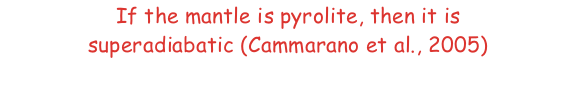 If the mantle is pyrolite, then it is
superadiabatic (Cammarano et al., 2005)